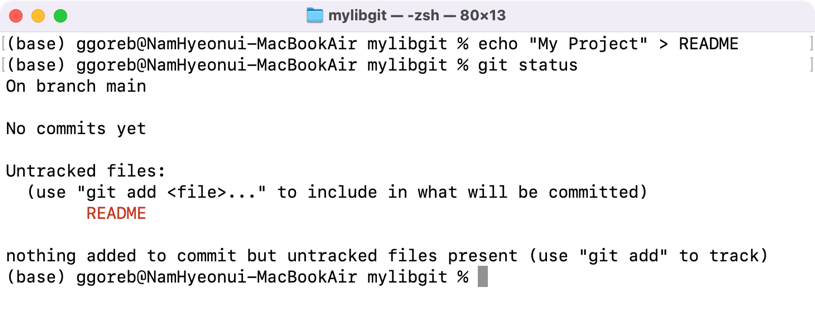 mylibgit — -zsh — 80×13
(base) ggoreb@NamHyeonui-MacBookAir mylibgit % echo "My Project" > README
(base) ggoreb@NamHyeonui-MacBookAir mylibgit % git status
On branch main
No commits yet
Untracked files:
(use "git add <file>..." to include in what will be committed)
README
nothing added to commit but untracked files present (use "git add" to track)
(base) ggoreb@NamHyeonui-MacBookAir mylibgit %